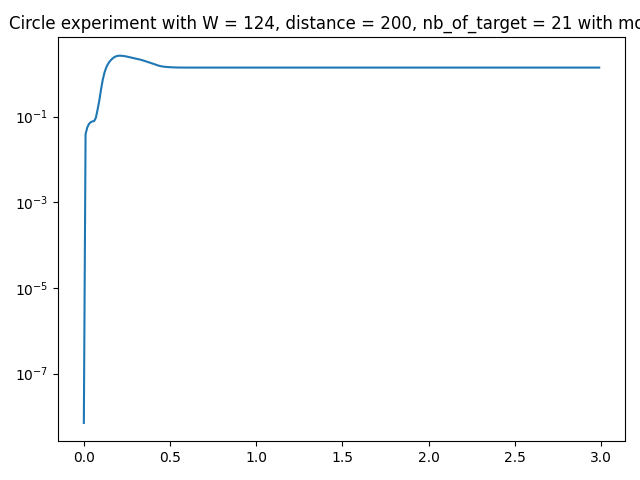 Circle experiment with W = 124, distance = 200, nb_of_target = 21 with
10⁻¹
10⁻³
10⁻⁵
10⁻⁷
0.0 0.5 1.0 1.5 2.0 2.5 3.0